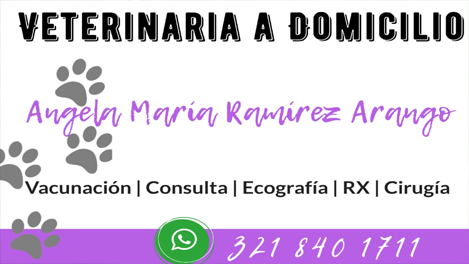 VETERINARIA A DOMICILIO
Angela María Ramírez Arango
Vacunación | Consulta | Ecografía | RX | Cirugía
321 840 1711